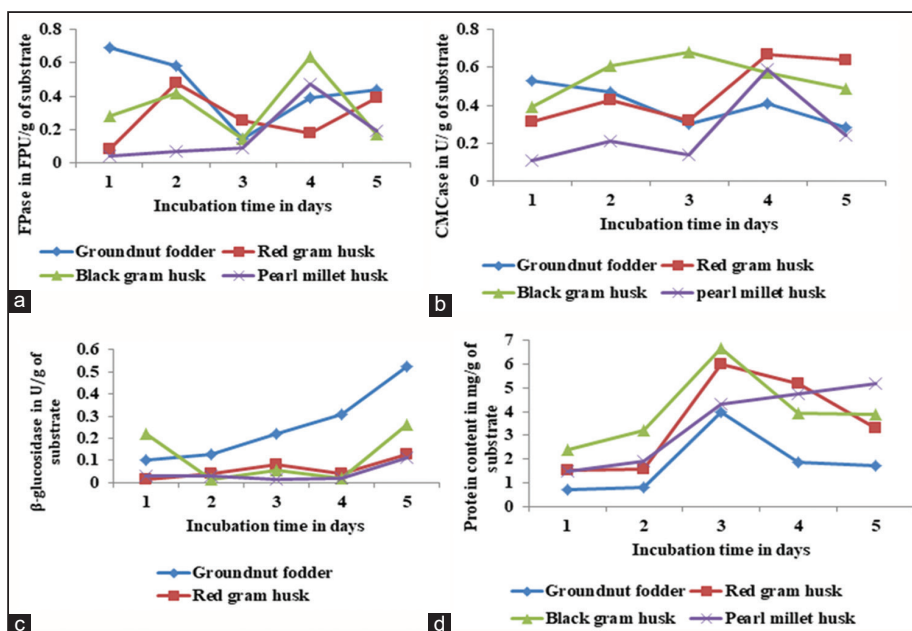 FPase in FPU/g of substrate
0.8
0.6
0.4
0.2
0
1 2 3 4 5
Incubation time in days
Groundnut fodder Red gram husk
Black gram husk Pearl millet husk
a
CMCase in U/ g of substrate
0.8
0.6
0.4
0.2
0
1 2 3 4 5
Incubation time in days
Groundnut fodder Red gram husk
Black gram husk pearl millet husk
b
β-glucosidase in U/g of
substrate
0.6
0.5
0.4
0.3
0.2
0.1
0
1 2 3 4 5
Incubation time in days
Groundnut fodder
Red gram husk
c
Protein content in mg/g of
substrate
7
6
5
4
3
2
1
0
1 2 3 4 5
Incubation time in days
Groundnut fodder Red gram husk
Black gram husk Pearl millet husk
d